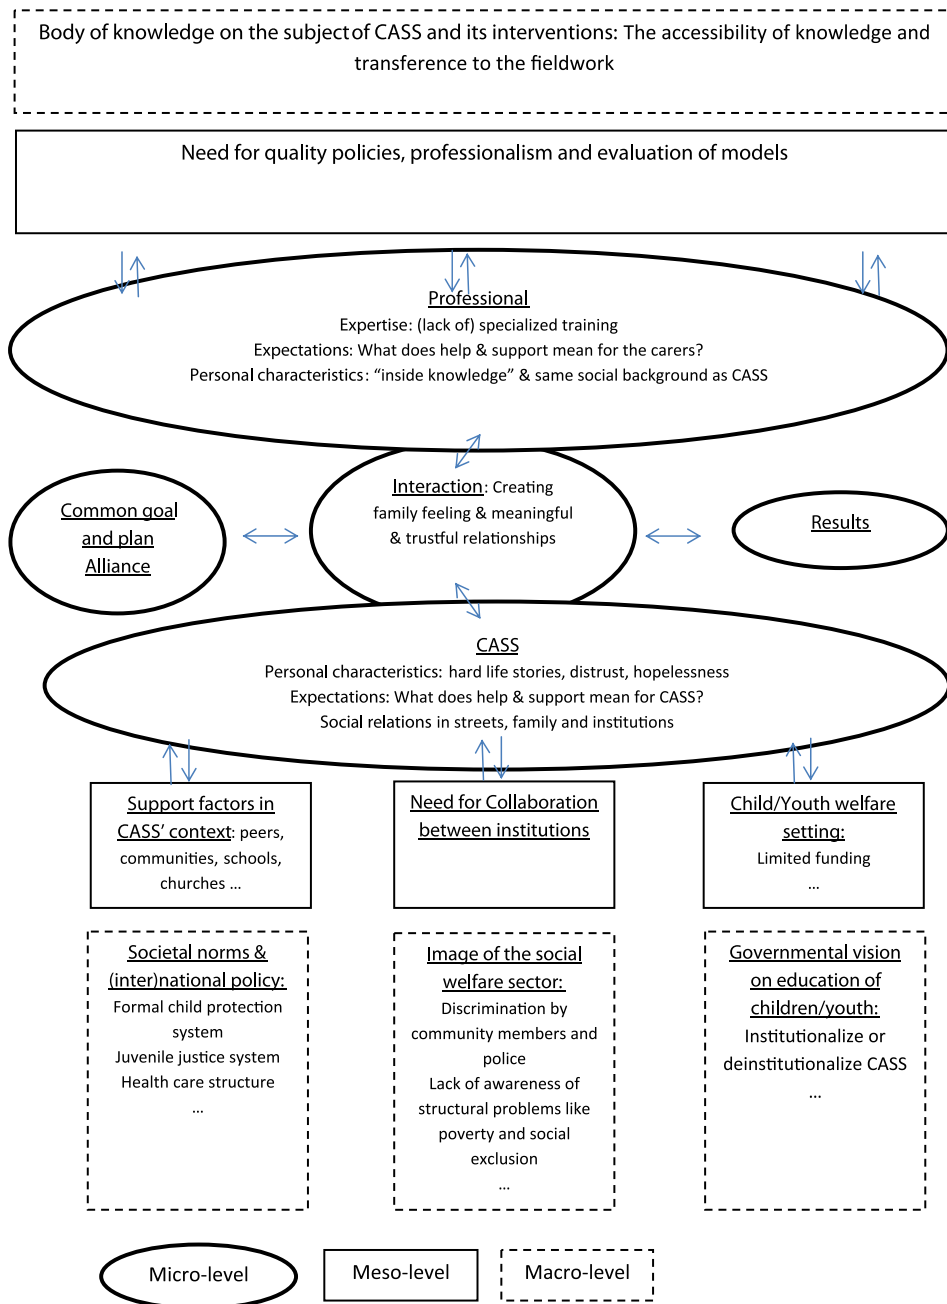 Body of knowledge on the subject of CASS and its interventions: The accessibility of knowledge and
transference to the fieldwork
Need for quality policies, professionalism and evaluation of models
Professional
Expertise: (lack of) specialized training
Expectations: What does help & support mean for the carers?
Personal characteristics: “inside knowledge” & same social background as CASS
Common goal
and plan
Alliance
Interaction: Creating
family feeling & meaningful
& trustful relationships
Results
CASS
Personal characteristics: hard life stories, distrust, hopelessness
Expectations: What does help & support mean for CASS?
Social relations in streets, family and institutions
Support factors in
CASS’ context: peers,
communities, schools,
churches ...
Need for Collaboration
between institutions
Child/Youth welfare
setting:
Limited funding
...
Societal norms &
(inter)national policy:
Formal child protection
system
Juvenile justice system
Health care structure
...
Image of the social
welfare sector:
Discrimination by
community members and
police
Lack of awareness of
structural problems like
poverty and social
exclusion
...
Governmental vision
on education of
children/youth:
Institutionalize or
deinstitutionalize CASS
...
Micro-level
Meso-level
Macro-level